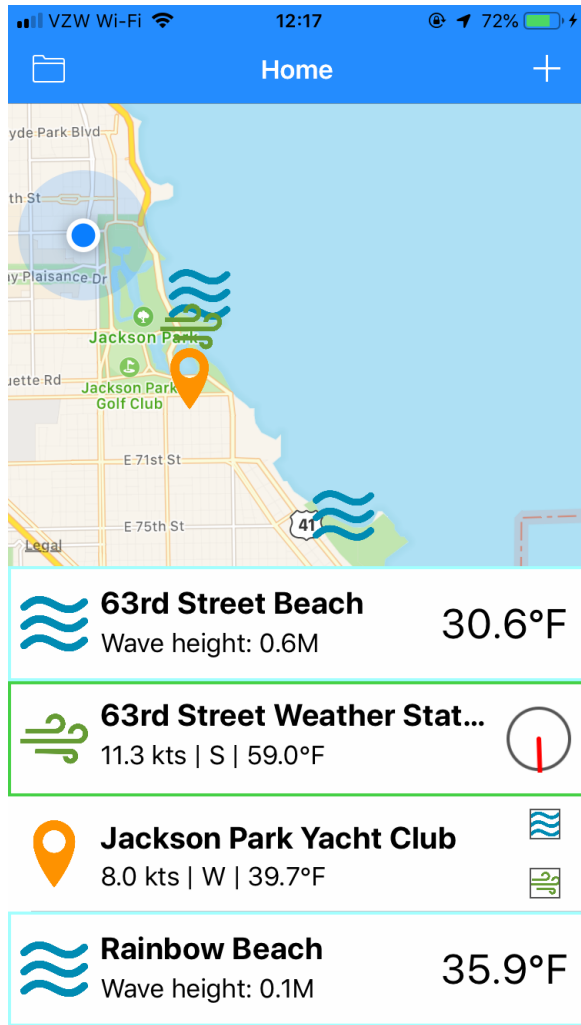 VZW Wi-Fi 12:17 72%
Home
yde Park Blvd
th St
y Plaisance Dr
Jackson Park
uette Rd
Jackson Park
Golf Club
E 71st St
E 75th St
41
Legal
63rd Street Beach
Wave height: 0.6M
30.6°F
63rd Street Weather Stat...
11.3 kts | S | 59.0°F
Jackson Park Yacht Club
8.0 kts | W | 39.7°F
Rainbow Beach
Wave height: 0.1M
35.9°F